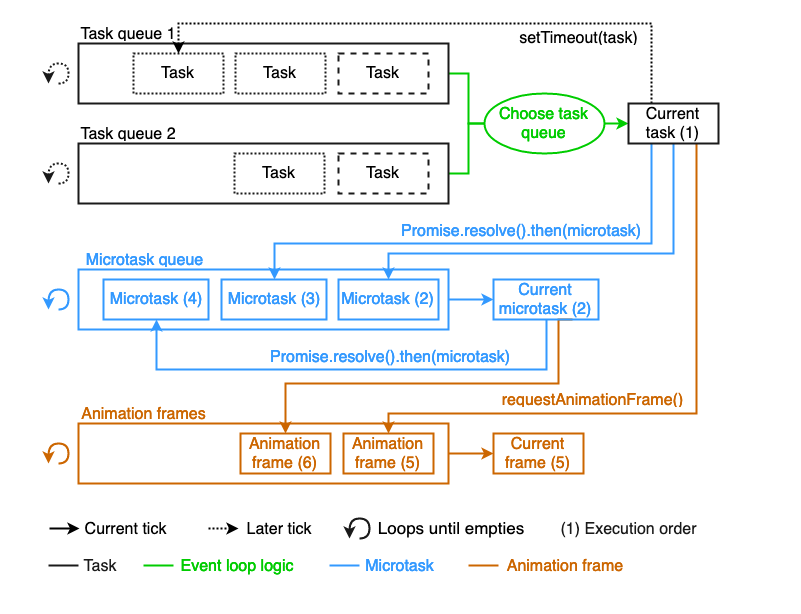 Task queue 1
setTimeout(task)
Task
Task
Task
Choose task
queue
Current
task (1)
Task queue 2
Task
Task
Promise.resolve().then(microtask)
Microtask queue
Microtask (4)
Microtask (3)
Microtask (2)
Current
microtask (2)
Promise.resolve().then(microtask)
requestAnimationFrame()
Animation frames
Animation
frame (6)
Animation
frame (5)
Current
frame (5)
Current tick
Later tick
Loops until empties
(1) Execution order
Task
Event loop logic
Microtask
Animation frame